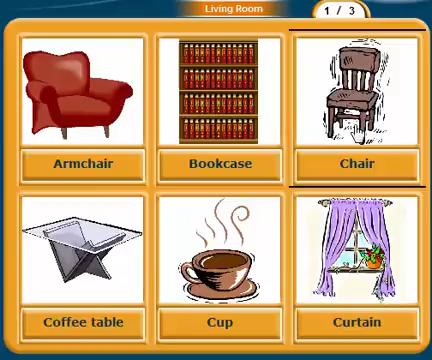 Living Room
1 / 3
Armchair
Bookcase
Chair
Coffee table
Cup
Curtain